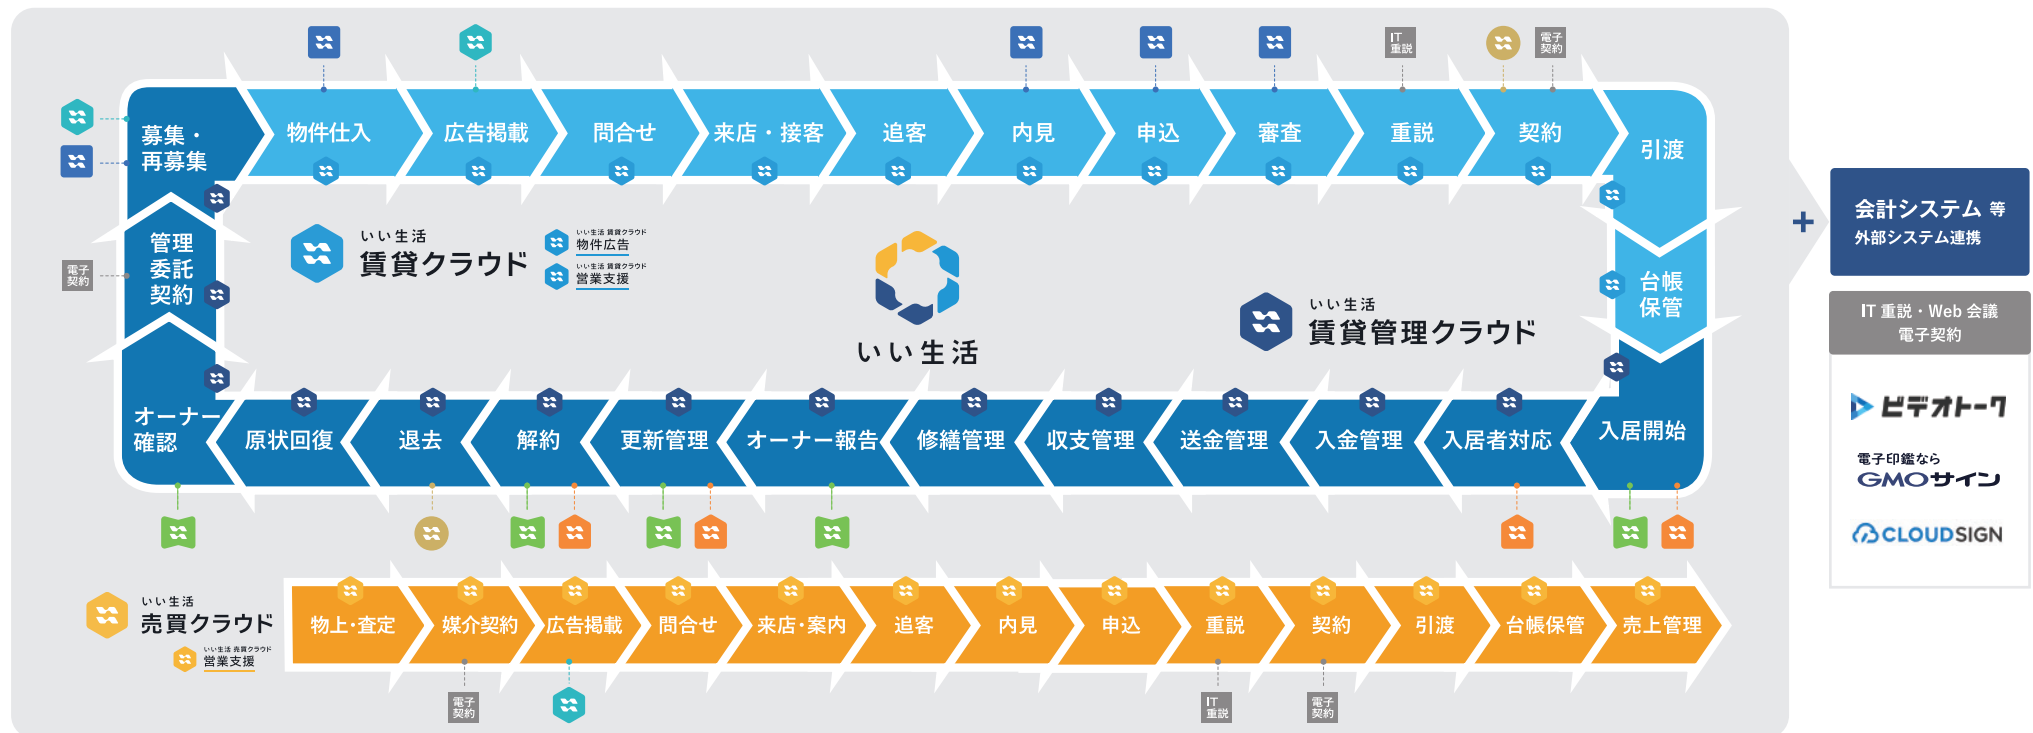 IT
重説
電子
契約
募集・
再募集
物件仕入
広告掲載
問合せ
来店・接客
追客
内見
申込
審査
重説
契約
引渡
管理
委託
契約
電子
契約
いい生活
賃貸クラウド
いい生活 賃貸クラウド
物件広告
いい生活 賃貸クラウド
営業支援
いい生活
いい生活
賃貸管理クラウド
台帳
保管
オーナー
確認
原状回復
退去
解約
更新管理
オーナー報告
修繕管理
収支管理
送金管理
入金管理
入居者対応
入居開始
いい生活
売買クラウド
いい生活 売買クラウド
営業支援
物上・査定
媒介契約
広告掲載
問合せ
来店・案内
追客
内見
申込
重説
契約
引渡
台帳保管
売上管理
電子
契約
IT
重説
電子
契約
+
会計システム 等
外部システム連携
IT 重説・Web 会議
電子契約
ビデオトーク
電子印鑑なら
GMOサイン
CLOUDSIGN